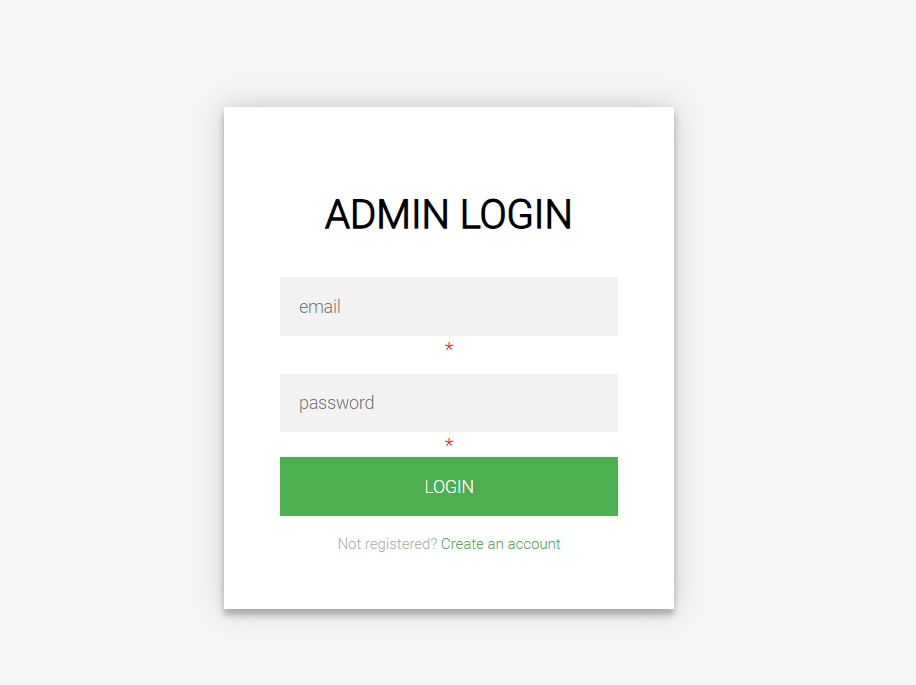 ADMIN LOGIN
email
*
password
*
LOGIN
Not registered? Create an account